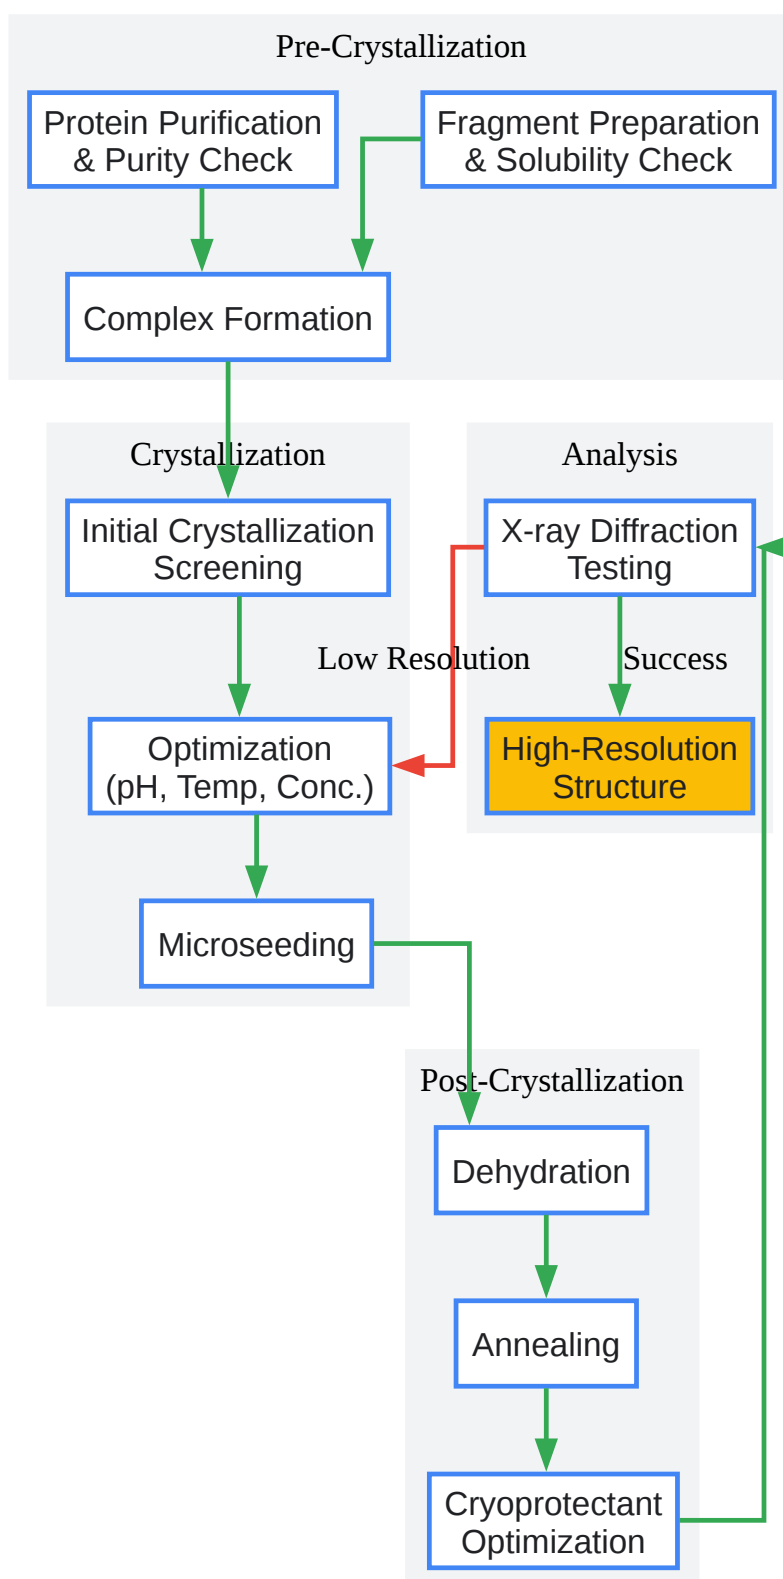 Pre-Crystallization
Protein Purification
& Purity Check
Fragment Preparation
& Solubility Check
Complex Formation
Crystallization
Initial Crystallization
Screening
Analysis
X-ray Diffraction
Testing
Low Resolution
Success
Optimization
(pH, Temp, Conc.)
High-Resolution
Structure
Microseeding
Post-Crystallization
Dehydration
Annealing
Cryoprotectant
Optimization